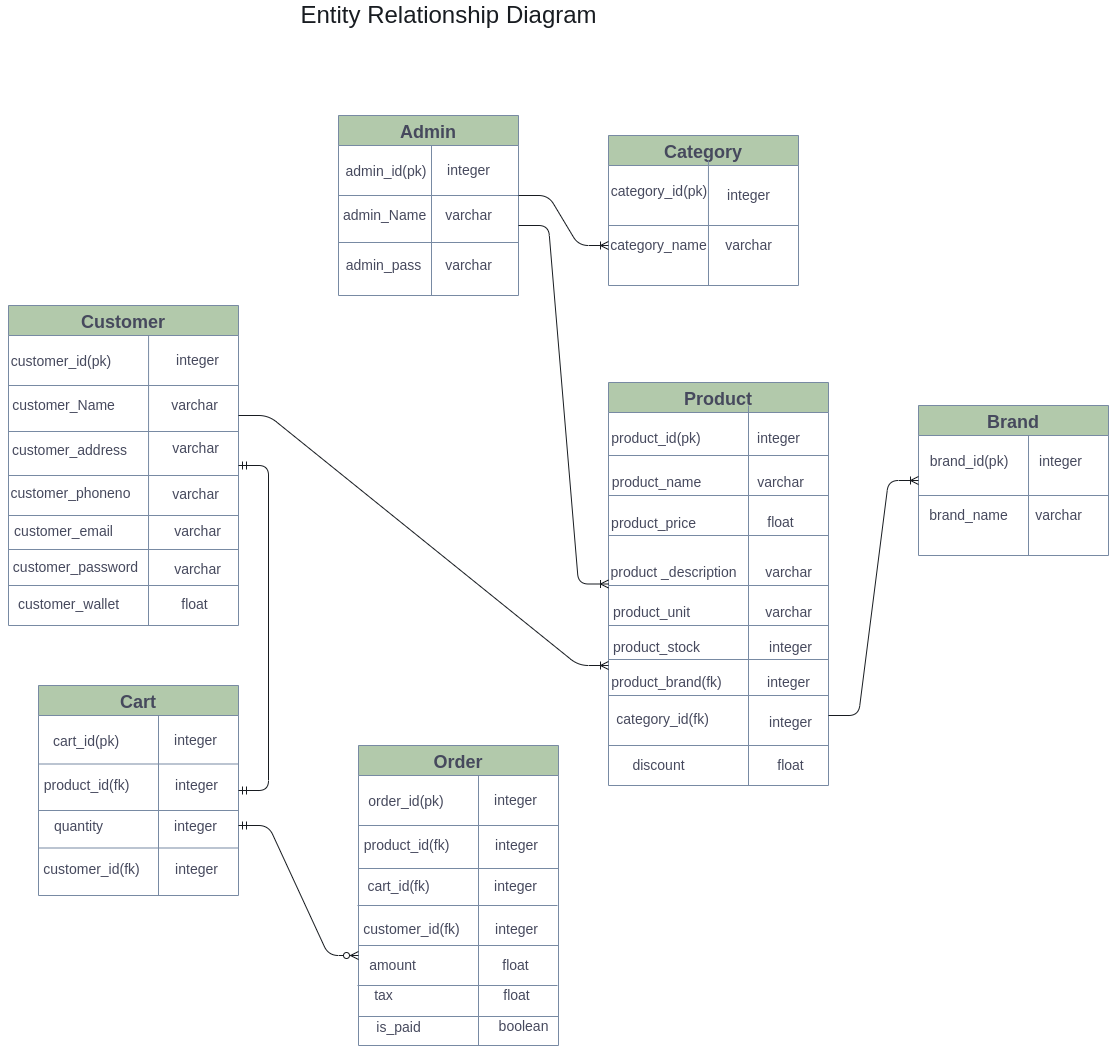 Entity Relationship Diagram
Admin
admin_id(pk) integer
admin_Name varchar
admin_pass varchar
Category
category_id(pk) integer
category_name varchar
Customer
customer_id(pk) integer
customer_Name varchar
customer_address varchar
customer_phoneno varchar
customer_email varchar
customer_password varchar
customer_wallet float
Product
product_id(pk) integer
product_name varchar
product_price float
product _description varchar
product_unit varchar
product_stock integer
product_brand(fk) integer
category_id(fk) integer
discount float
Brand
brand_id(pk) integer
brand_name varchar
Cart
cart_id(pk) integer
product_id(fk) integer
quantity integer
customer_id(fk) integer
Order
order_id(pk) integer
product_id(fk) integer
cart_id(fk) integer
customer_id(fk) integer
amount float
tax float
is_paid boolean